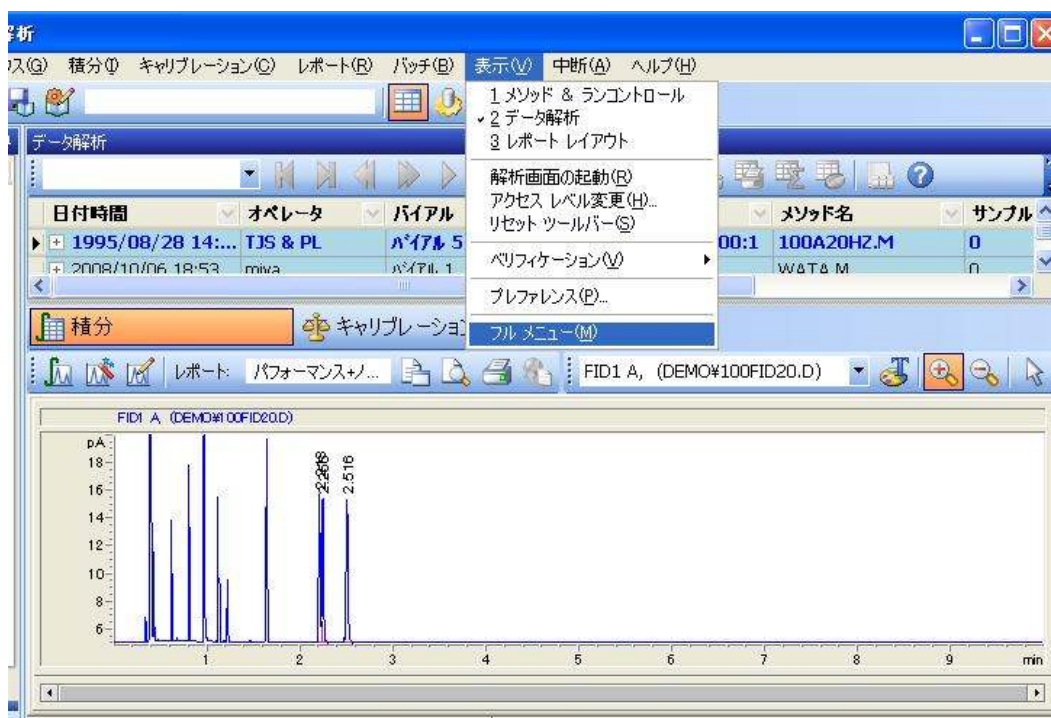 解析
ウス(G) 積分(I) キャリブレーション(C) レポート(R) バッチ(B) 表示(V) 中断(A) ヘルプ(H)
1 メソッド & ランコントロール
2 データ解析
3 レポート レイアウト
解析画面の起動(R)
アクセス レベル変更(H)...
リセット ツールバー(S)
ベリフィケーション(V)
プレファレンス(P)...
フル メニュー(M)
データ解析
日付時間 オペレータ バイアル メソッド名 サンプル
1995/08/28 14:... TJS & PL バイアル 5 00:1 100A20HZ.M 0
2008/10/06 18:53 miya バイアル 1 WATA.M 0
積分 キャリブレーション
レポート: パフォーマンス+ノ... FID1 A, (DEMO¥100FID20.D)
FID1 A, (DEMO¥100FID20.D)
pA
18
16
14
12
10
8
6
2.516
1 2 3 4 5 6 7 8 9 min